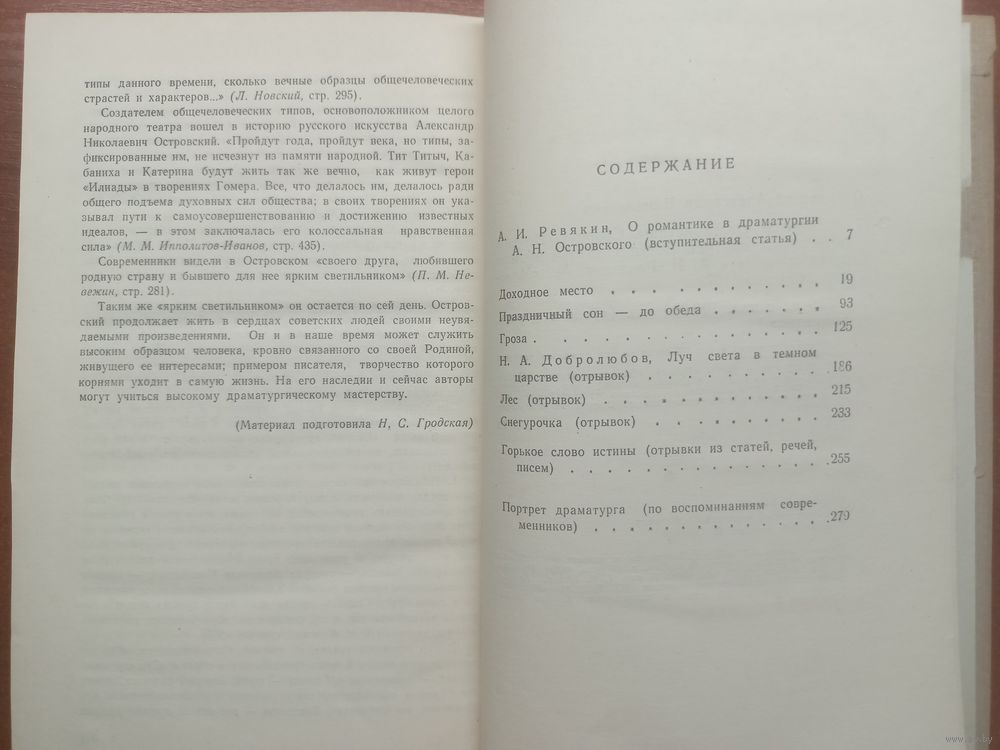 типы данного времени, сколько вечные образцы общечеловеческих
страстей и характеров...» (Л. Новский, стр. 295).
Создателем общечеловеческих типов, основоположником целого
народного театра вошел в историю русского искусства Александр
Николаевич Островский. «Пройдут года, пройдут века, но типы, за-
фиксированные им, не исчезнут из памяти народной. Тит Титыч, Ка-
баниха и Катерина будут жить так же вечно, как живут герои
«Илиады» в творениях Гомера. Все, что делалось им, делалось ради
общего подъема духовных сил общества; в своих творениях он ука-
зывал пути к самоусовершенствованию и достижению известных
идеалов, — в этом заключалась его колоссальная нравственная
сила» (М. М. Ипполитов-Иванов, стр. 435).
Современники видели в Островском «своего друга, любившего
родную страну и бывшего для нее ярким светильником» (П. М. Не-
вежин, стр. 281).
Таким же «ярким светильником» он остается по сей день. Остров-
ский продолжает жить в сердцах советских людей своими неувя-
даемыми произведениями. Он и в наше время может служить
высоким образцом человека, кровно связанного со своей Родиной,
живущего ее интересами; примером писателя, творчество которого
корнями уходит в самую жизнь. На его наследии и сейчас авторы
могут учиться высокому драматургическому мастерству.
(Материал подготовила Н, С. Гродская)
СОДЕРЖАНИЕ
А. И. Ревякин, О романтике в драматургии
А. Н. Островского (вступительная статья) . . 7
Доходное место . . . . . . . . . . . 19
Праздничный сон — до обеда . . . . . . . 93
Гроза . . . . . . . . . . . . . . 125
Н. А. Добролюбов, Луч света в темном
царстве (отрывок) . . . . . . . . . . 186
Лес (отрывок) . . . . . . . . . . . . 215
Снегурочка (отрывок) . . . . . . . . . . 233
Горькое слово истины (отрывки из статей, речей,
писем) . . . . . . . . . . . . . . 255
Портрет драматурга (по воспоминаниям совре-
менников) . . . . . . . . . . . . . 279